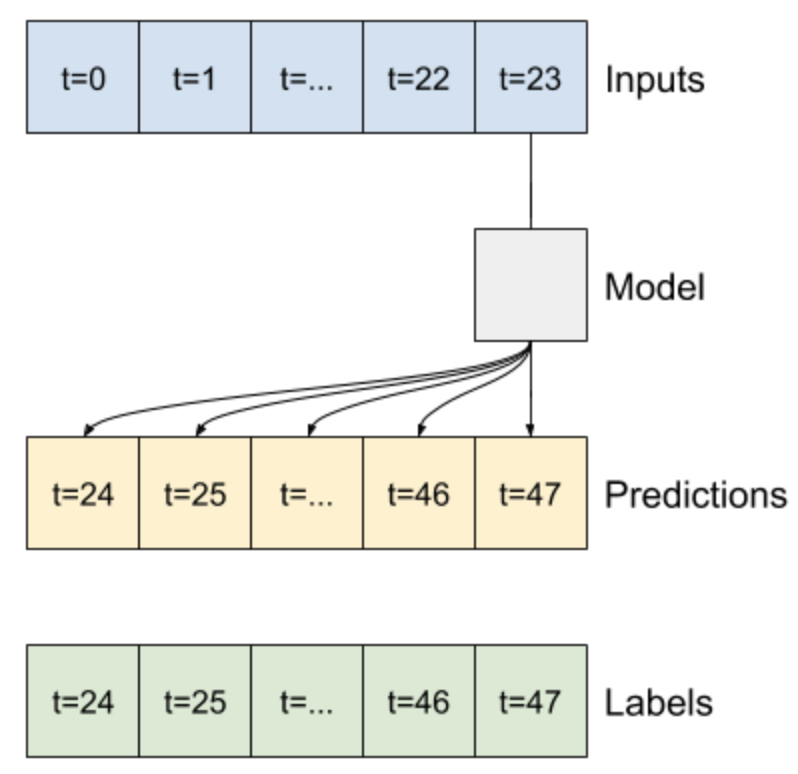 t=0 t=1 t=... t=22 t=23 Inputs
Model
t=24 t=25 t=... t=46 t=47 Predictions
t=24 t=25 t=... t=46 t=47 Labels